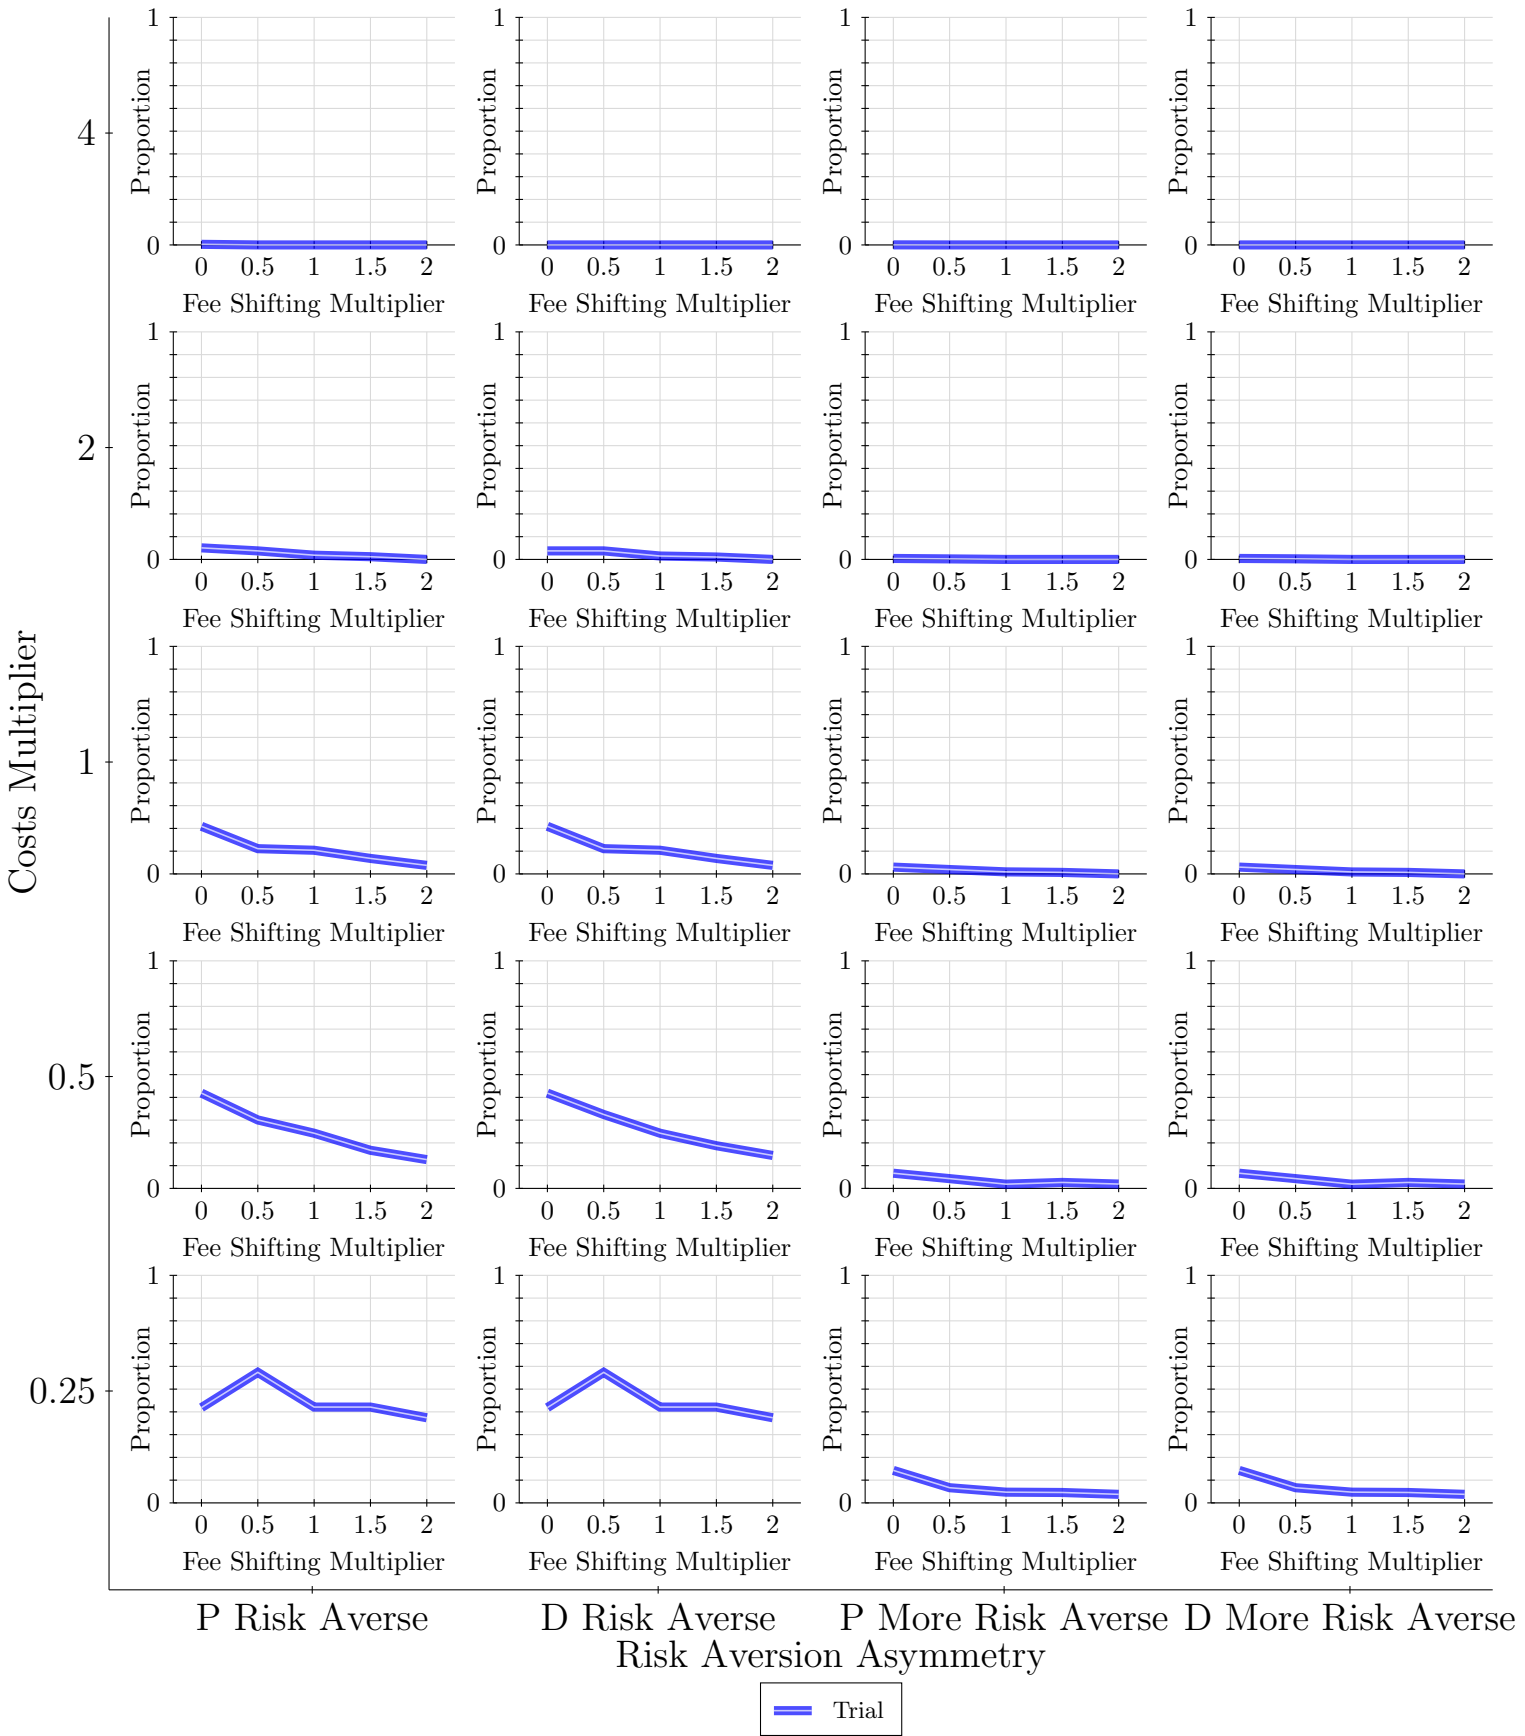 Costs Multiplier
4
1
Proportion
0
0 0.5 1 1.5 2
Fee Shifting Multiplier
1
Proportion
0
0 0.5 1 1.5 2
Fee Shifting Multiplier
1
Proportion
0
0 0.5 1 1.5 2
Fee Shifting Multiplier
1
Proportion
0
0 0.5 1 1.5 2
Fee Shifting Multiplier
2
1
Proportion
0
0 0.5 1 1.5 2
Fee Shifting Multiplier
1
Proportion
0
0 0.5 1 1.5 2
Fee Shifting Multiplier
1
Proportion
0
0 0.5 1 1.5 2
Fee Shifting Multiplier
1
Proportion
0
0 0.5 1 1.5 2
Fee Shifting Multiplier
1
1
Proportion
0
0 0.5 1 1.5 2
Fee Shifting Multiplier
1
Proportion
0
0 0.5 1 1.5 2
Fee Shifting Multiplier
1
Proportion
0
0 0.5 1 1.5 2
Fee Shifting Multiplier
1
Proportion
0
0 0.5 1 1.5 2
Fee Shifting Multiplier
0.5
1
Proportion
0
0 0.5 1 1.5 2
Fee Shifting Multiplier
1
Proportion
0
0 0.5 1 1.5 2
Fee Shifting Multiplier
1
Proportion
0
0 0.5 1 1.5 2
Fee Shifting Multiplier
1
Proportion
0
0 0.5 1 1.5 2
Fee Shifting Multiplier
0.25
1
Proportion
0
0 0.5 1 1.5 2
Fee Shifting Multiplier
1
Proportion
0
0 0.5 1 1.5 2
Fee Shifting Multiplier
1
Proportion
0
0 0.5 1 1.5 2
Fee Shifting Multiplier
1
Proportion
0
0 0.5 1 1.5 2
Fee Shifting Multiplier
P Risk Averse D Risk Averse P More Risk Averse D More Risk Averse
Risk Aversion Asymmetry
Trial